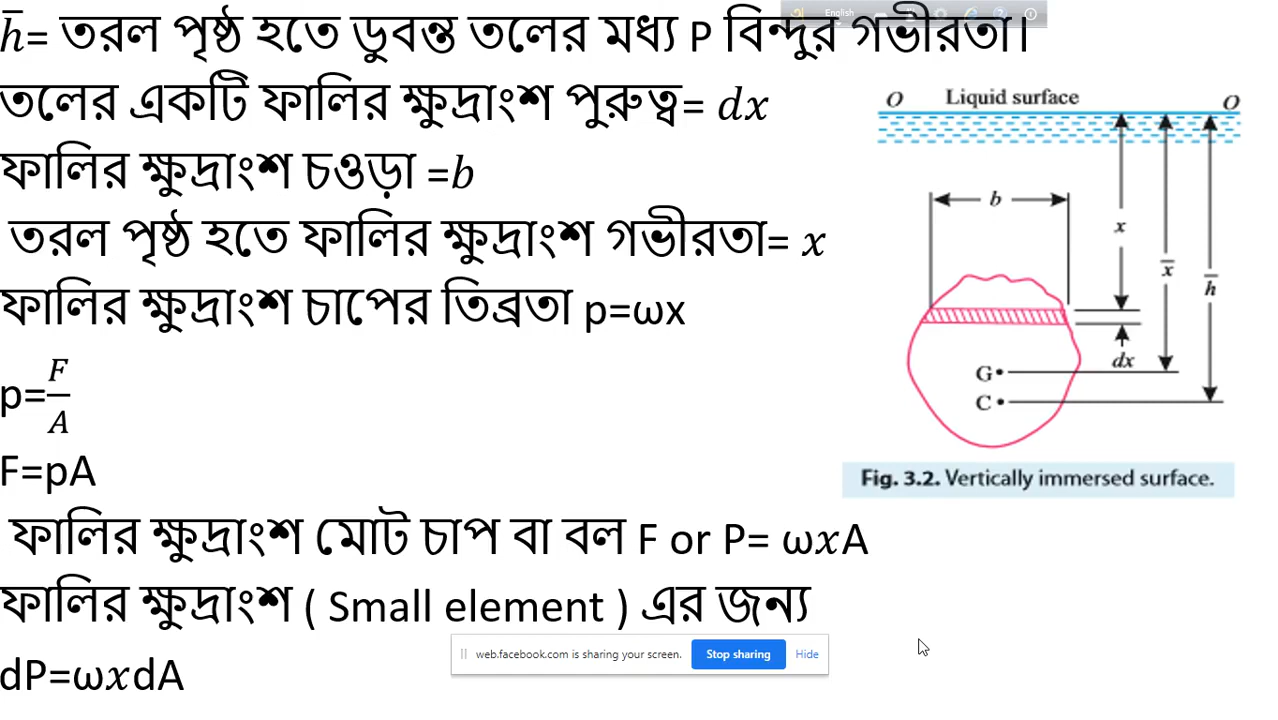 English
h̅= তরল পৃষ্ঠ হতে ডুবন্ত তলের মধ্য P বিন্দুর গভীরতা।
তলের একটি ফালির ক্ষুদ্রাংশ পুরুত্ব= dx
ফালির ক্ষুদ্রাংশ চওড়া =b
তরল পৃষ্ঠ হতে ফালির ক্ষুদ্রাংশ গভীরতা= x
ফালির ক্ষুদ্রাংশ চাপের তিব্রতা p=ωx
p=F/A
F=pA
ফালির ক্ষুদ্রাংশ মোট চাপ বা বল F or P= ωxA
ফালির ক্ষুদ্রাংশ ( Small element ) এর জন্য
dP=ωxdA
O Liquid surface O
b
x
x̅
h̅
dx
G
C
Fig. 3.2. Vertically immersed surface.
web.facebook.com is sharing your screen. Stop sharing Hide